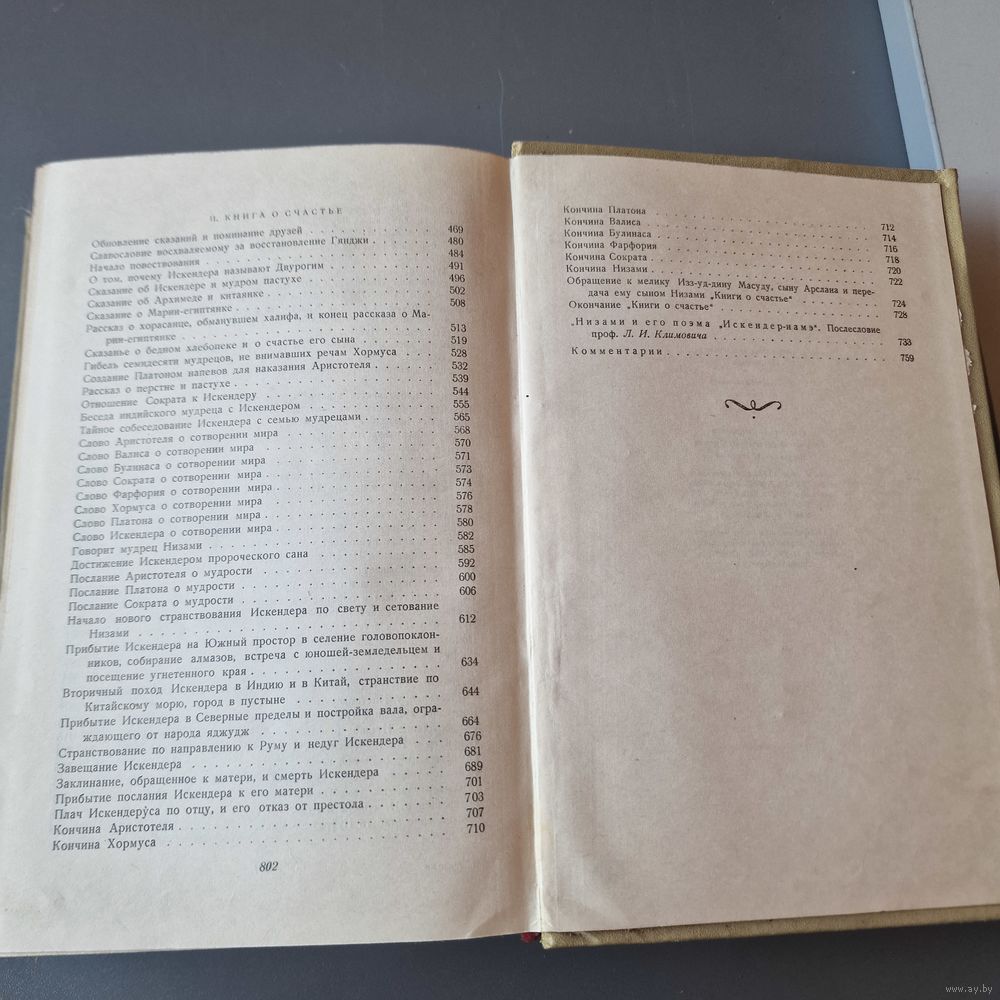 II. КНИГА О СЧАСТЬЕ
Обновление сказаний и поминание друзей . . . 469
Славословие восхваляемому за восстановление Гянджи . . . 480
Начало повествования . . . 484
О том, почему Искендера называют Двурогим . . . 491
Сказание об Искендере и мудром пастухе . . . 496
Сказание об Архимеде и китаянке . . . 502
Сказание о Марии-египтянке . . . 508
Рассказ о хорасанце, обманувшем халифа, и конец рассказа о Ма-
рии-египтянке . . . 513
Сказанье о бедном хлебопеке и о счастье его сына . . . 519
Гибель семидесяти мудрецов, не внимавших речам Хормуса . . . 528
Создание Платоном напевов для наказания Аристотеля . . . 532
Рассказ о перстне и пастухе . . . 539
Отношение Сократа к Искендеру . . . 544
Беседа индийского мудреца с Искендером . . . 555
Тайное собеседование Искендера с семью мудрецами . . . 565
Слово Аристотеля о сотворении мира . . . 568
Слово Валиса о сотворении мира . . . 570
Слово Булинаса о сотворении мира . . . 571
Слово Сократа о сотворении мира . . . 573
Слово Фарфория о сотворении мира . . . 574
Слово Хормуса о сотворении мира . . . 576
Слово Платона о сотворении мира . . . 578
Слово Искендера о сотворении мира . . . 580
Говорит мудрец Низами . . . 582
Достижение Искендером пророческого сана . . . 585
Послание Аристотеля о мудрости . . . 592
Послание Платона о мудрости . . . 600
Послание Сократа о мудрости . . . 606
Начало нового странствования Искендера по свету и сетование
Низами . . . 612
Прибытие Искендера на Южный простор в селение головопоклон-
ников, собирание алмазов, встреча с юношей-земледельцем и
посещение угнетенного края . . . 634
Вторичный поход Искендера в Индию и в Китай, странствие по
Китайскому морю, город в пустыне . . . 644
Прибытие Искендера в Северные пределы и постройка вала, огра-
ждающего от народа яджудж . . . 664
Странствование по направлению к Руму и недуг Искендера . . . 676
Завещание Искендера . . . 681
Заклинание, обращенное к матери, и смерть Искендера . . . 689
Прибытие послания Искендера к его матери . . . 701
Плач Искендеру́са по отцу, и его отказ от престола . . . 703
Кончина Аристотеля . . . 707
Кончина Хормуса . . . 710
802
Кончина Платона . . . 712
Кончина Валиса . . . 714
Кончина Булинаса . . . 716
Кончина Фарфория . . . 718
Кончина Сократа . . . 720
Кончина Низами . . . 722
Обращение к мелику Изз-уд-дину Масуду, сыну Арслана и пере-
дача ему сыном Низами „Книги о счастье“ . . . 724
Окончание „Книги о счастье“ . . . 728
„Низами и его поэма „Искендер-намэ“. Послесловие
проф. Л. И. Климовича . . . 733
Комментарии . . . 759
www.ay.by